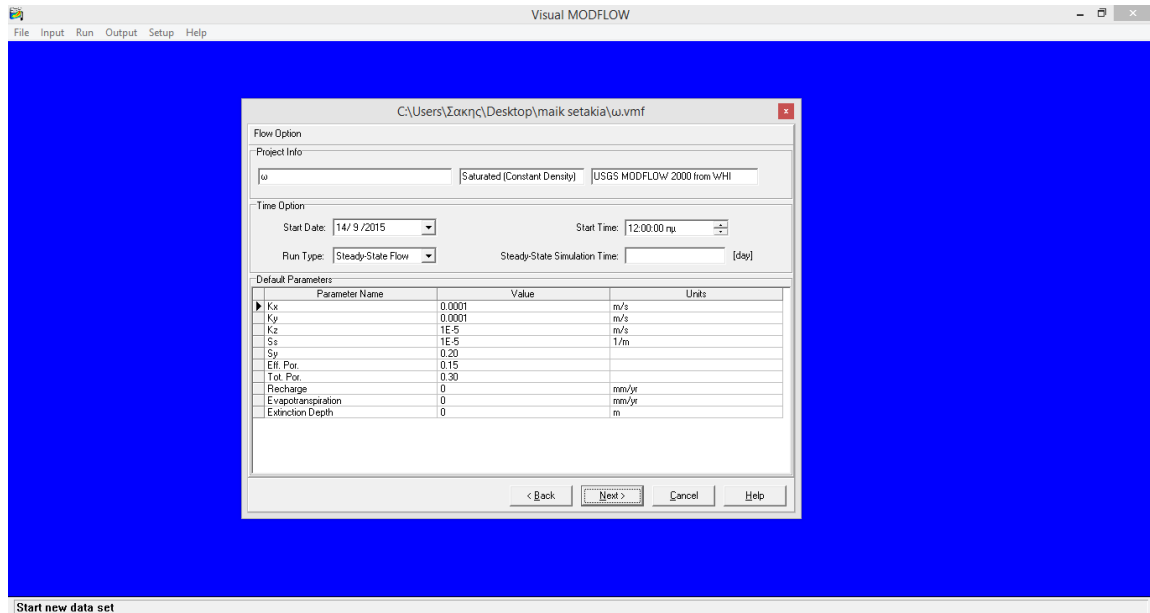 Visual MODFLOW
File Input Run Output Setup Help
C:\Users\Σακης\Desktop\maik setakia\ω.vmf
Flow Option
Project Info
ω Saturated (Constant Density) USGS MODFLOW 2000 from WHI
Time Option
Start Date: 14/ 9 /2015 Start Time: 12:00:00 πμ
Run Type: Steady-State Flow Steady-State Simulation Time: [day]
Default Parameters
Parameter Name Value Units
Kx 0.0001 m/s
Ky 0.0001 m/s
Kz 1E-5 m/s
Ss 1E-5 1/m
Sy 0.20
Eff. Por. 0.15
Tot. Por. 0.30
Recharge 0 mm/yr
Evapotranspiration 0 mm/yr
Extinction Depth 0 m
< Back Next > Cancel Help
Start new data set